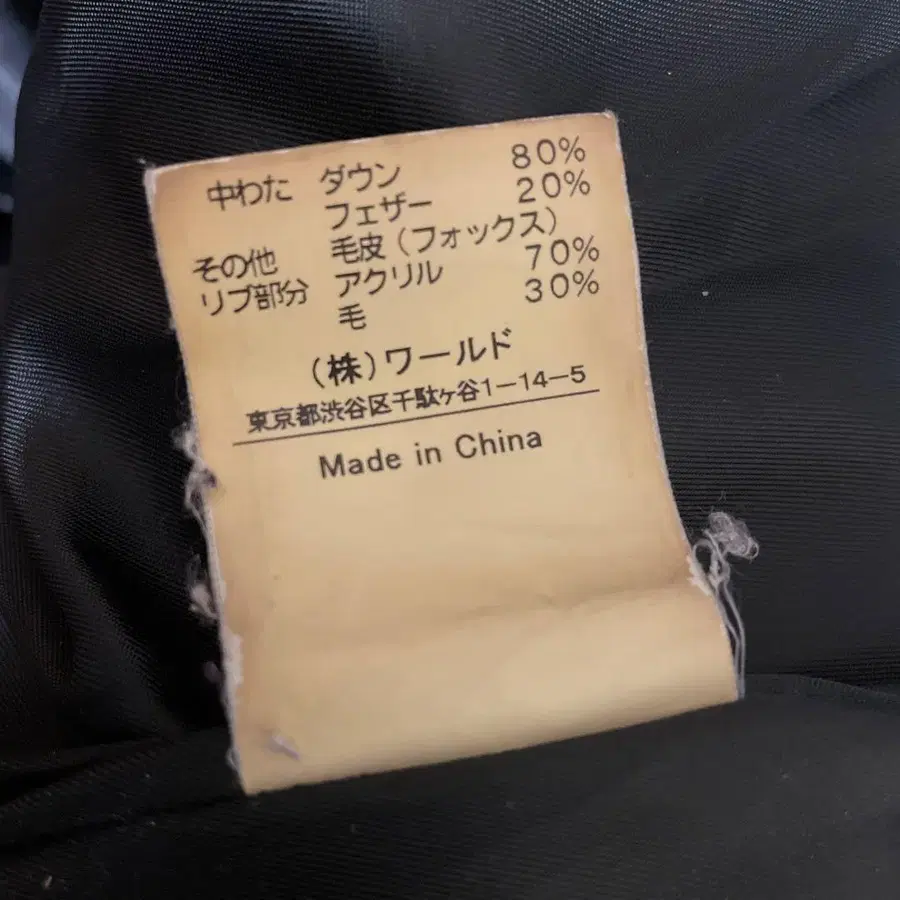 中わた ダウン 80%
フェザー 20%
その他 毛皮(フォックス)
リブ部分 アクリル 70%
毛 30%
(株)ワールド
東京都渋谷区千駄ヶ谷1-14-5
Made in China